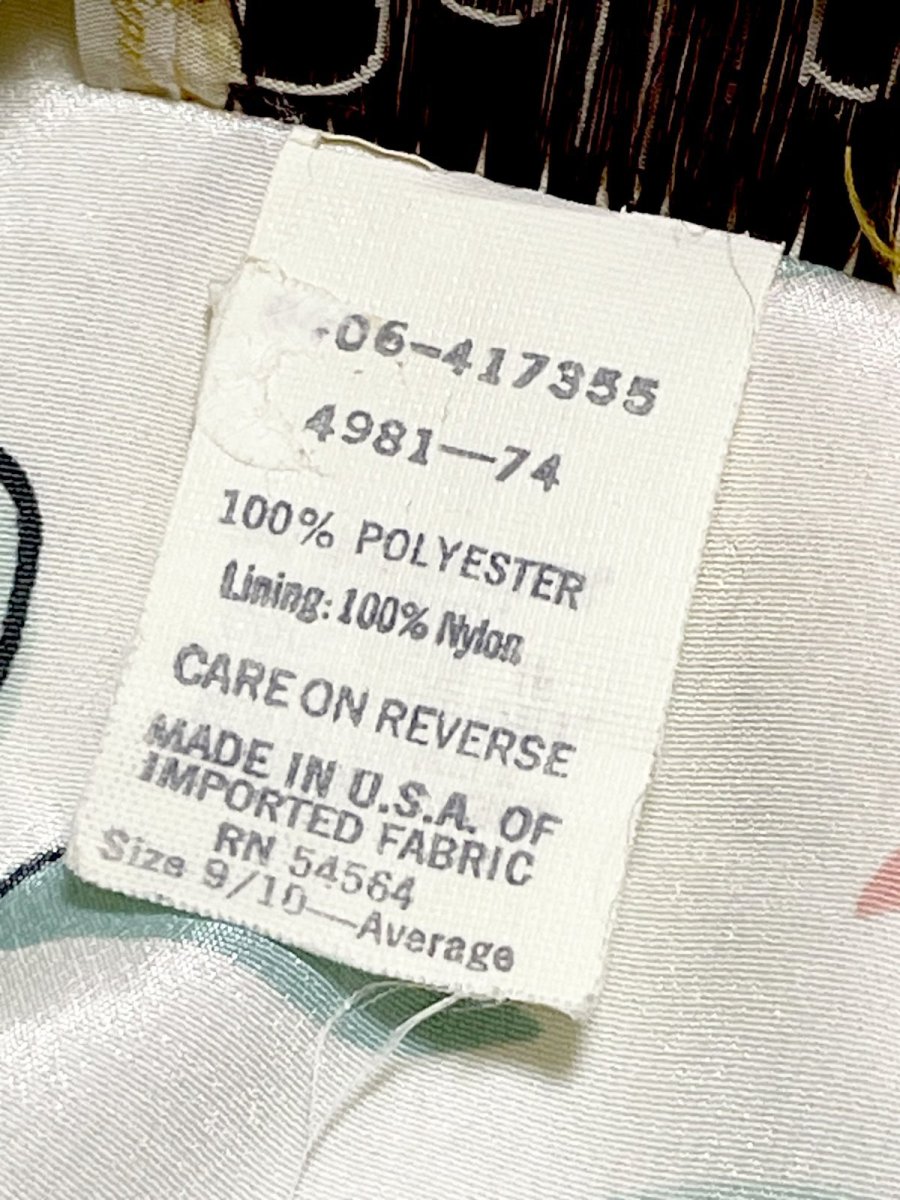 -06-417355
4981—74
100% POLYESTER
Lining: 100% Nylon
CARE ON REVERSE
MADE IN U.S.A. OF
IMPORTED FABRIC
RN 54564
Size 9/10—Average